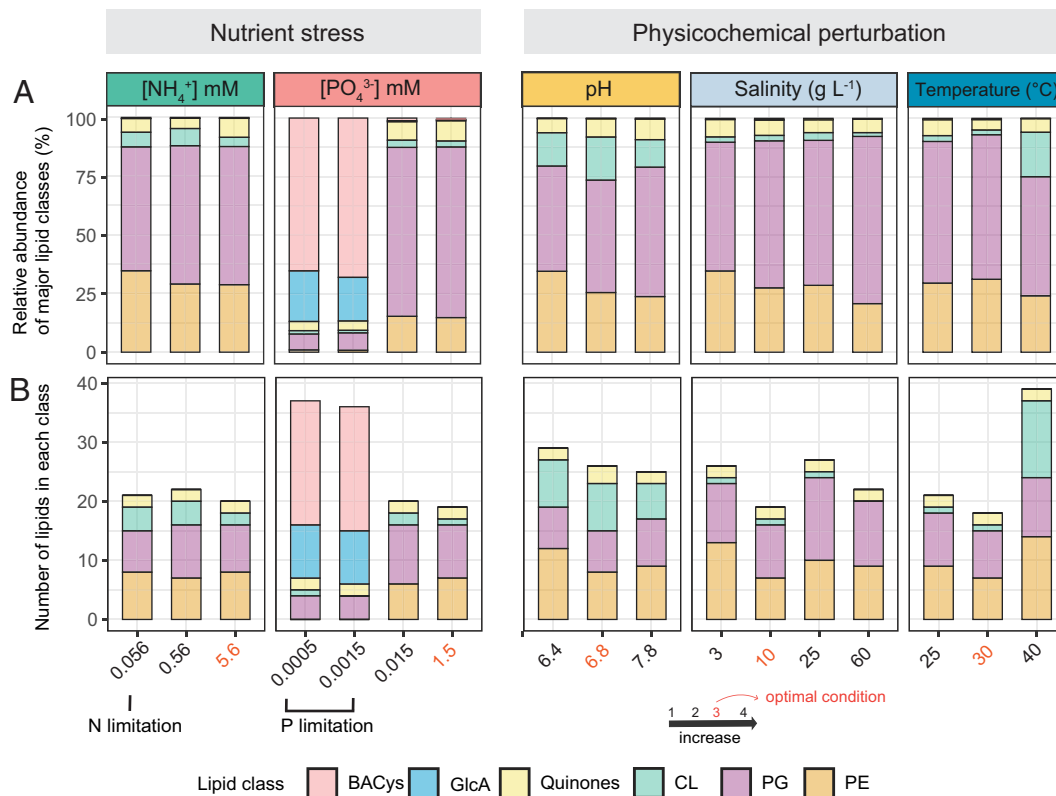 Nutrient stress
Physicochemical perturbation
A
[NH₄⁺] mM
[PO₄³⁻] mM
pH
Salinity (g L⁻¹)
Temperature (°C)
Relative abundance
of major lipid classes (%)
100
75
50
25
0
B
Number of lipids in each class
40
30
20
10
0
0.056
0.56
5.6
0.0005
0.0015
0.015
1.5
6.4
6.8
7.8
3
10
25
60
25
30
40
N limitation
P limitation
1 2 3 4
optimal condition
increase
Lipid class
BACys
GlcA
Quinones
CL
PG
PE